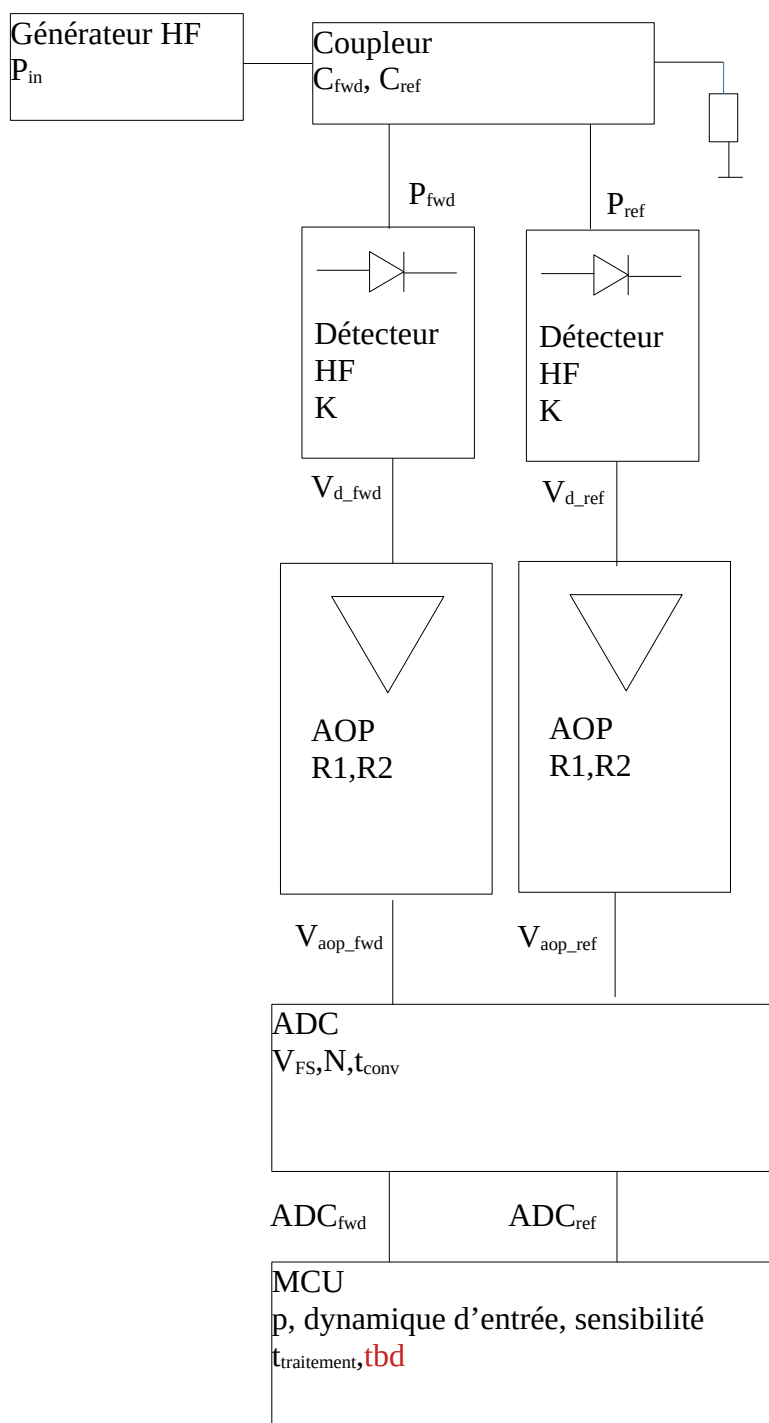 Générateur HF
Pin
Coupleur
Cfwd, Cref
Pfwd
Pref
Détecteur
HF
K
Détecteur
HF
K
Vd_fwd
Vd_ref
AOP
R1,R2
AOP
R1,R2
Vaop_fwd
Vaop_ref
ADC
VFS,N,tconv
ADCfwd
ADCref
MCU
p, dynamique d’entrée, sensibilité
ttraitement,tbd